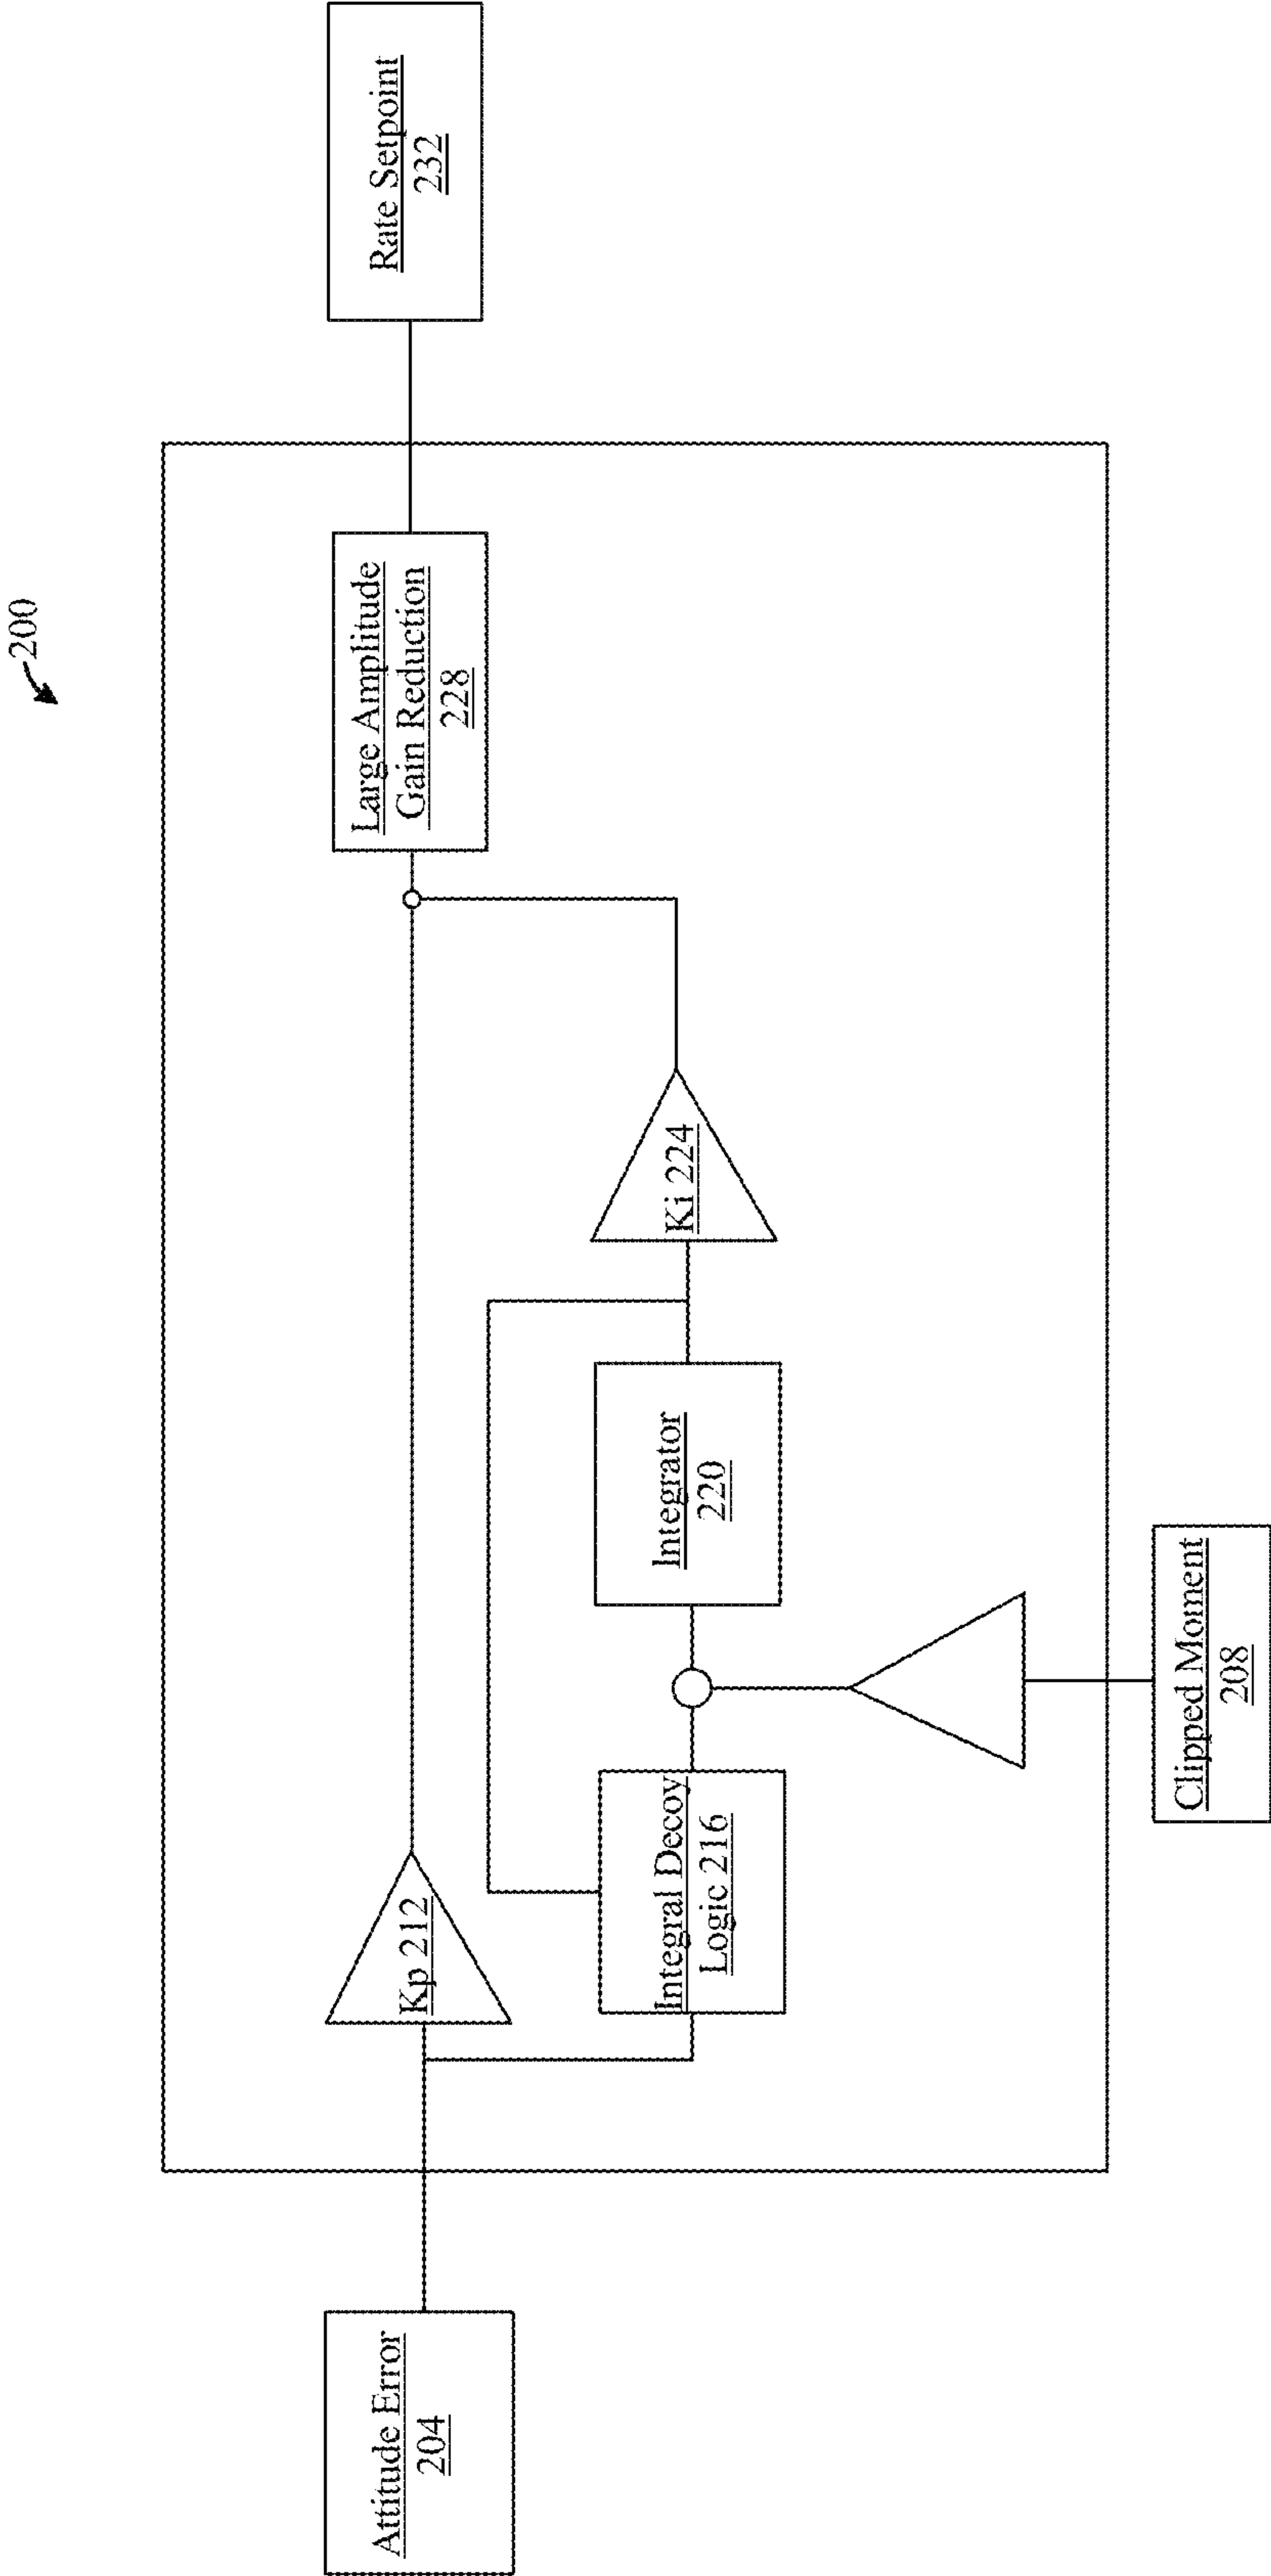 200
Attitude Error
204
Kp 212
Integral Decoy
Logic 216
Integrator
220
Ki 224
Large Amplitude
Gain Reduction
228
Rate Setpoint
232
Clipped Moment
208